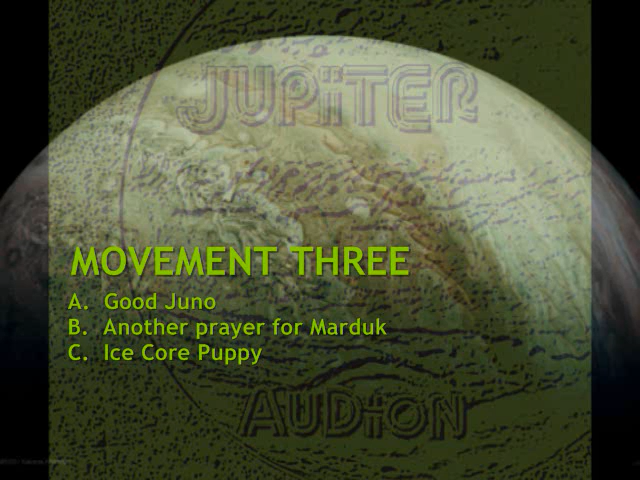 JUPiTER
MOVEMENT THREE
A. Good Juno
B. Another prayer for Marduk
C. Ice Core Puppy
AUDiON